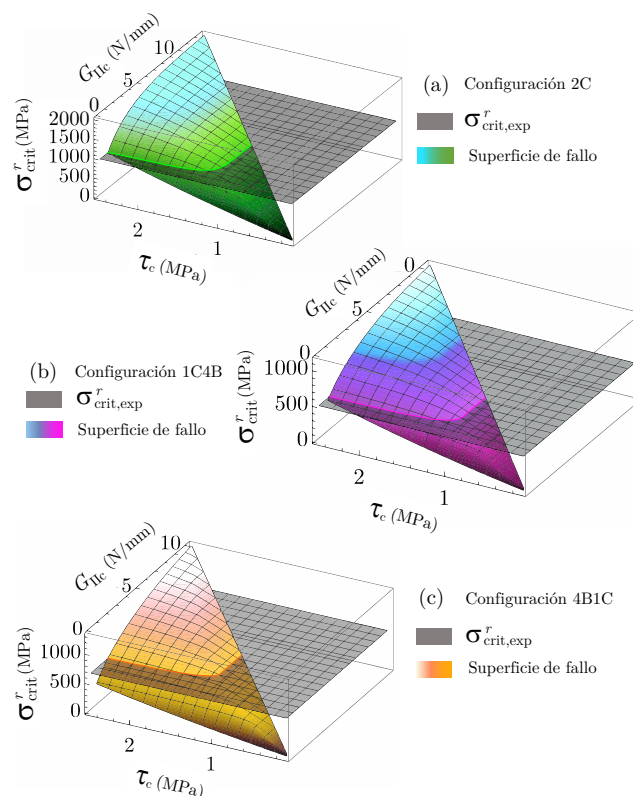 G_IIc (N/mm)
10
5
0
σ^r_crit (MPa)
2000
1500
1000
500
0
2
1
τ_c (MPa)
(a) Configuración 2C
σ^r_crit,exp
Superficie de fallo
G_IIc (N/mm)
0
5
0
σ^r_crit (MPa)
1000
500
0
2
1
τ_c (MPa)
(b) Configuración 1C4B
σ^r_crit,exp
Superficie de fallo
G_IIc (N/mm)
10
5
0
σ^r_crit (MPa)
1000
500
0
2
1
τ_c (MPa)
(c) Configuración 4B1C
σ^r_crit,exp
Superficie de fallo